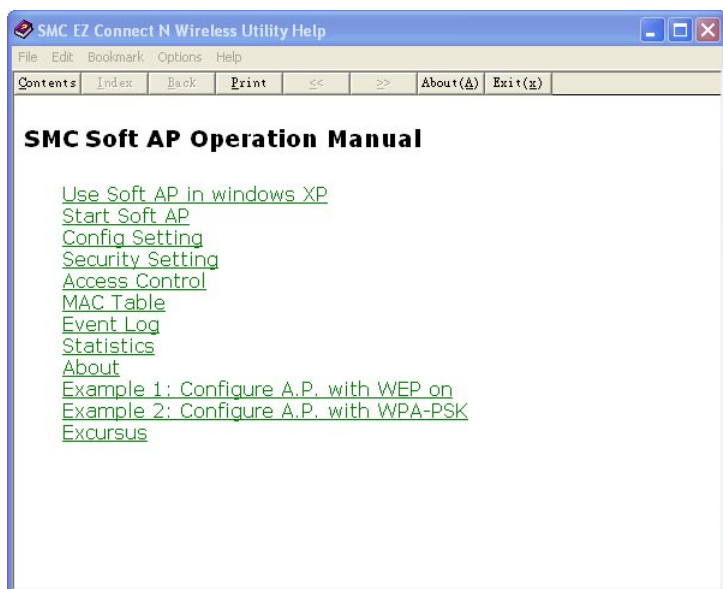 SMC EZ Connect N Wireless Utility Help
File Edit Bookmark Options Help
Contents Index Back Print << >> About(A) Exit(x)
SMC Soft AP Operation Manual
Use Soft AP in windows XP
Start Soft AP
Config Setting
Security Setting
Access Control
MAC Table
Event Log
Statistics
About
Example 1: Configure A.P. with WEP on
Example 2: Configure A.P. with WPA-PSK
Excursus